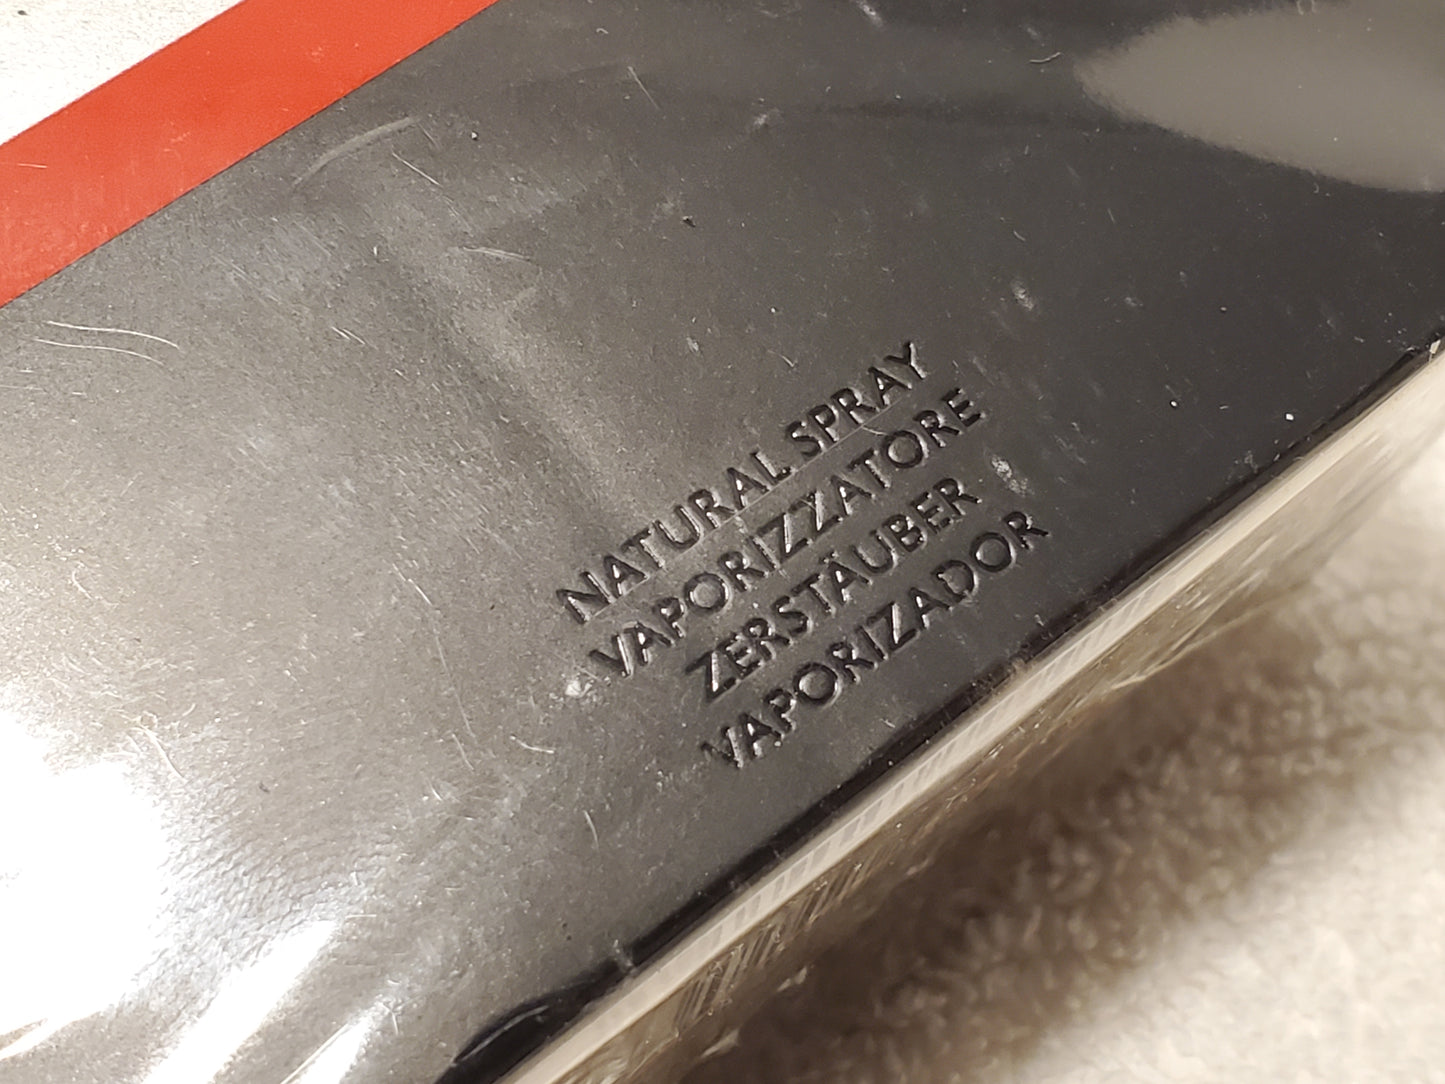 NATURAL SPRAY
VAPORIZZATORE
ZERSTÄUBER
VAPORIZADOR